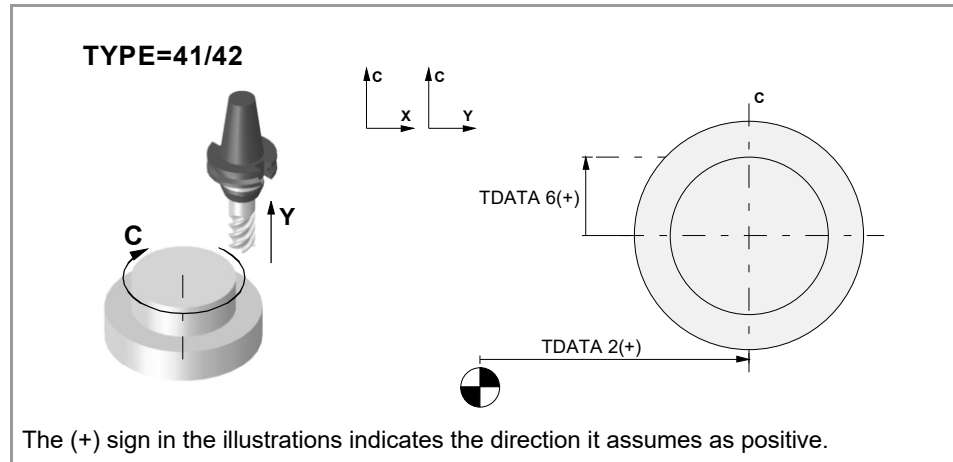 TYPE=41/42
C
C
X
Y
C
TDATA 6(+)
Y
C
TDATA 2(+)
The (+) sign in the illustrations indicates the direction it assumes as positive.